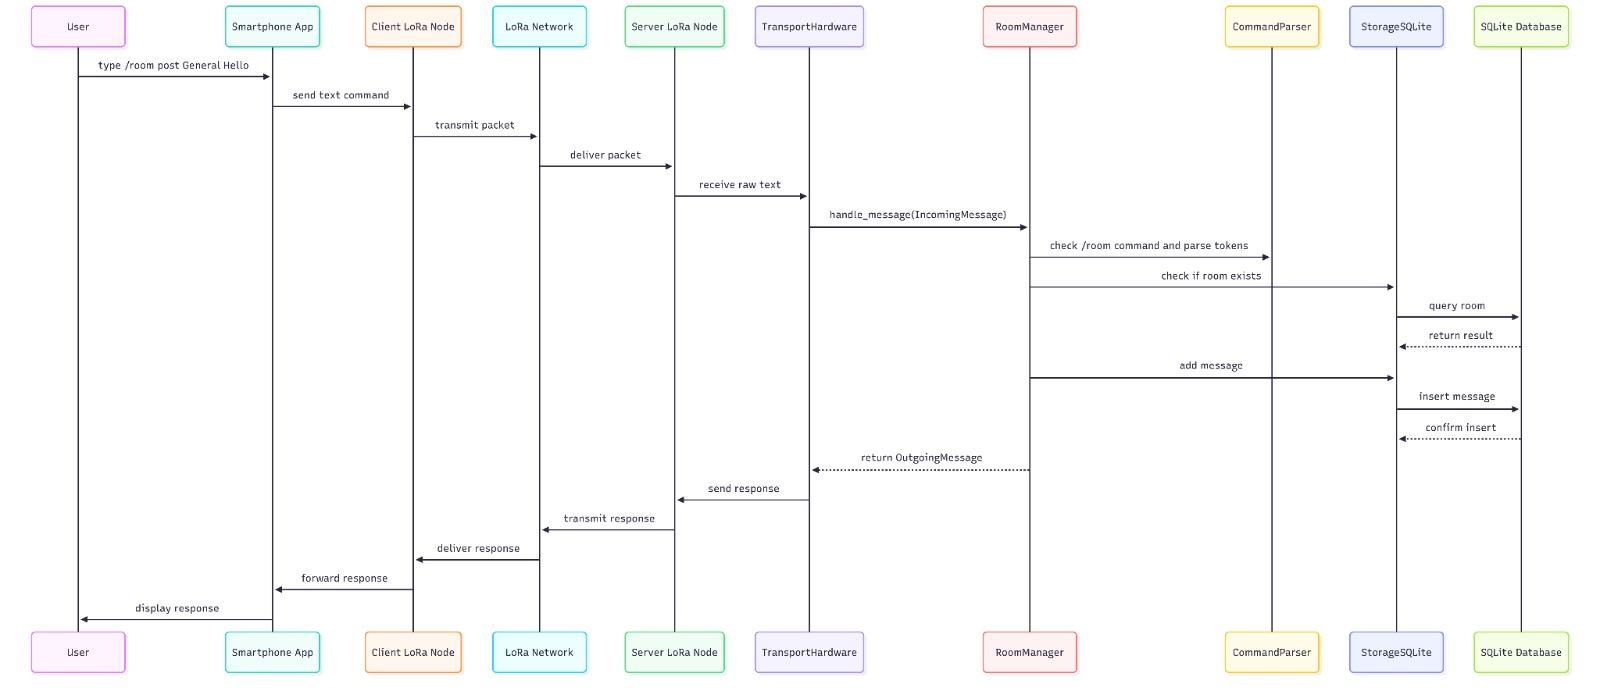 User
Smartphone App
Client LoRa Node
LoRa Network
Server LoRa Node
TransportHardware
RoomManager
CommandParser
StorageSQLite
SQLite Database
type /room post General Hello
send text command
transmit packet
deliver packet
receive raw text
handle_message(IncomingMessage)
check /room command and parse tokens
check if room exists
query room
return result
add message
insert message
confirm insert
return OutgoingMessage
send response
transmit response
deliver response
forward response
display response
User
Smartphone App
Client LoRa Node
LoRa Network
Server LoRa Node
TransportHardware
RoomManager
CommandParser
StorageSQLite
SQLite Database